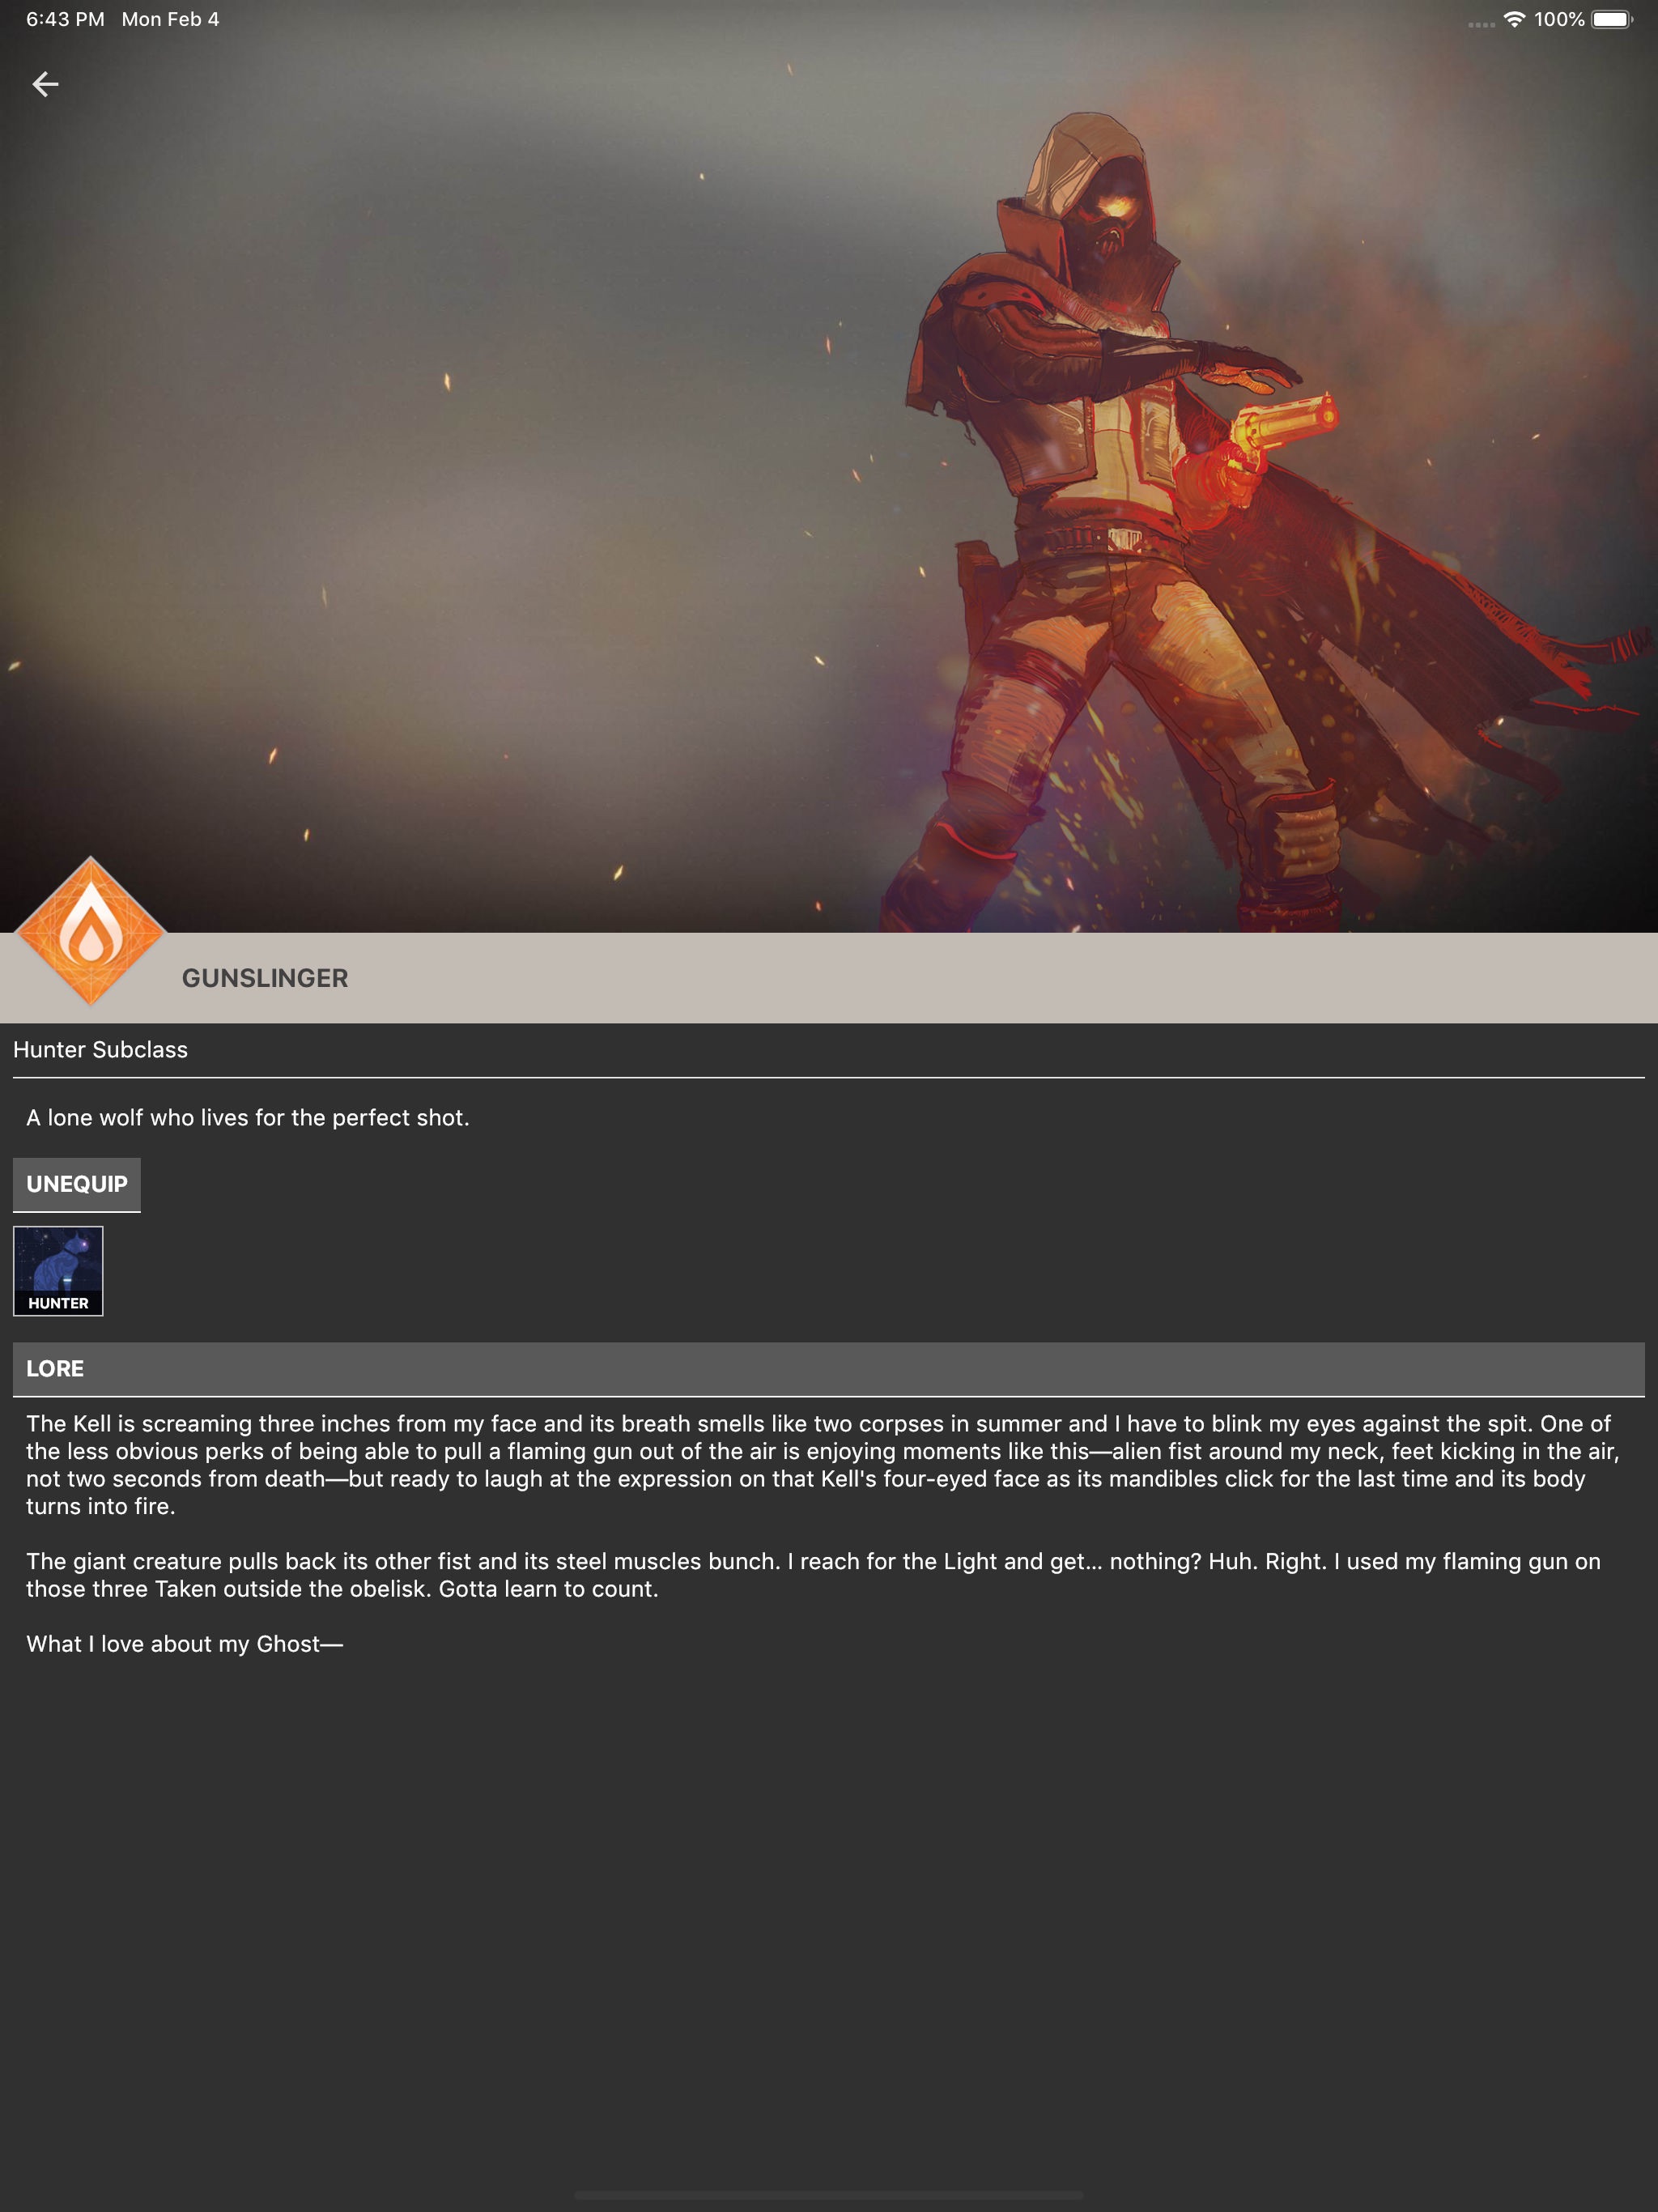 6:43 PM Mon Feb 4
100%
GUNSLINGER
Hunter Subclass
A lone wolf who lives for the perfect shot.
UNEQUIP
HUNTER
LORE
The Kell is screaming three inches from my face and its breath smells like two corpses in summer and I have to blink my eyes against the spit. One of
the less obvious perks of being able to pull a flaming gun out of the air is enjoying moments like this—alien fist around my neck, feet kicking in the air,
not two seconds from death—but ready to laugh at the expression on that Kell's four-eyed face as its mandibles click for the last time and its body
turns into fire.
The giant creature pulls back its other fist and its steel muscles bunch. I reach for the Light and get... nothing? Huh. Right. I used my flaming gun on
those three Taken outside the obelisk. Gotta learn to count.
What I love about my Ghost—